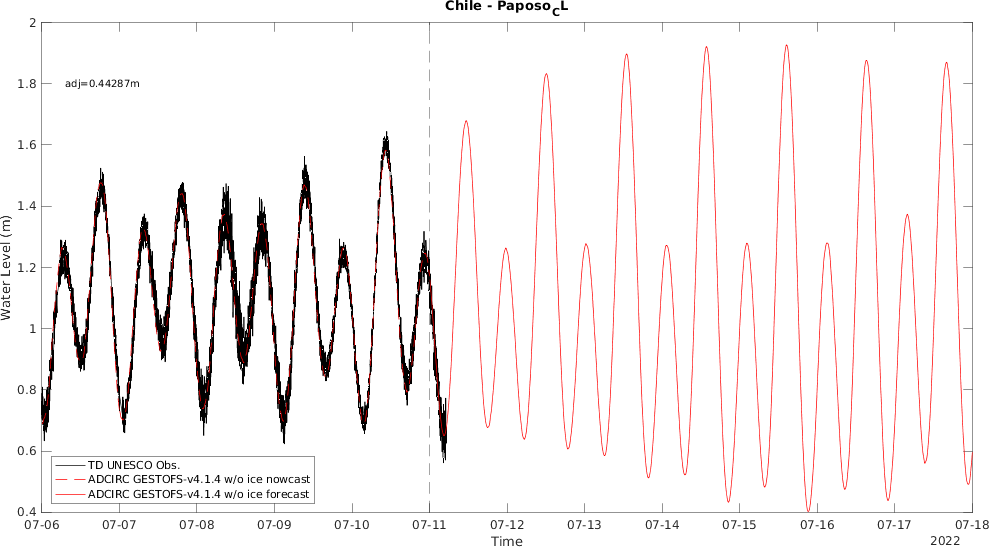 Chile - Paposo_CL
2
1.8
1.6
1.4
1.2
1
0.8
0.6
0.4
Water Level (m)
adj=0.44287m
TD UNESCO Obs.
ADCIRC GESTOFS-v4.1.4 w/o ice nowcast
ADCIRC GESTOFS-v4.1.4 w/o ice forecast
07-06 07-07 07-08 07-09 07-10 07-11 07-12 07-13 07-14 07-15 07-16 07-17 07-18
Time
2022